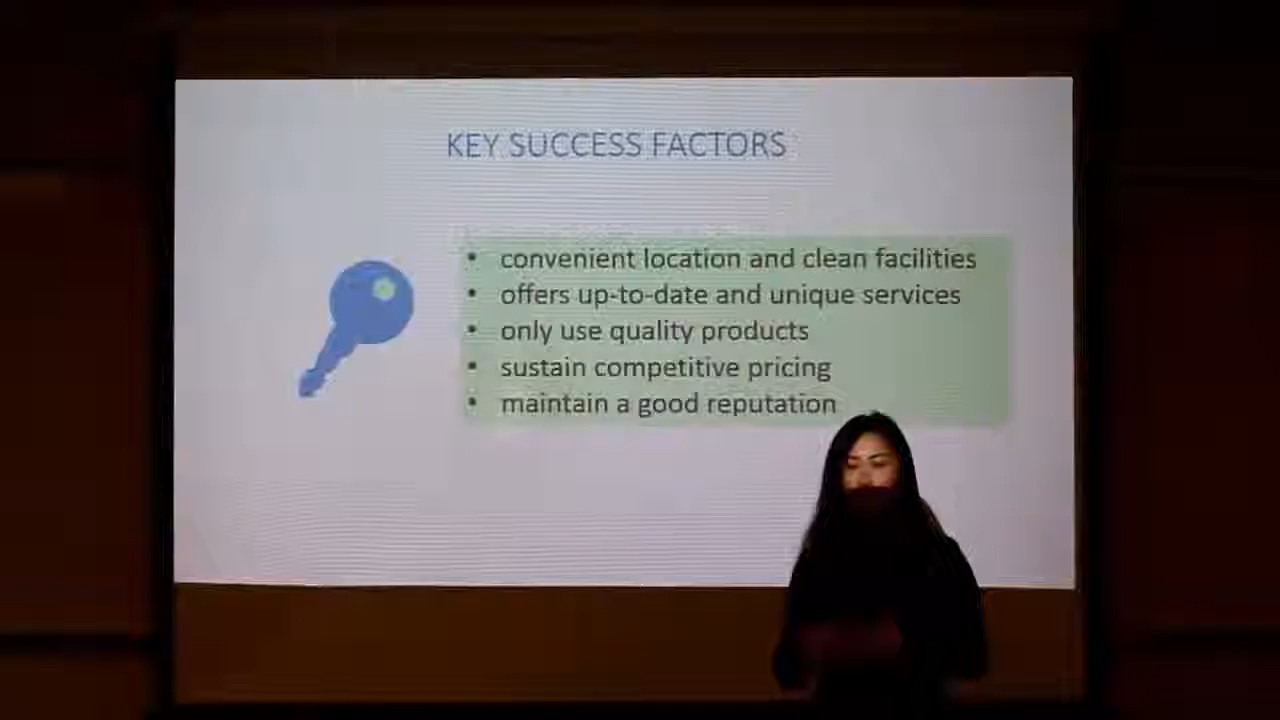 KEY SUCCESS FACTORS
• convenient location and clean facilities
• offers up-to-date and unique services
• only use quality products
• sustain competitive pricing
• maintain a good reputation